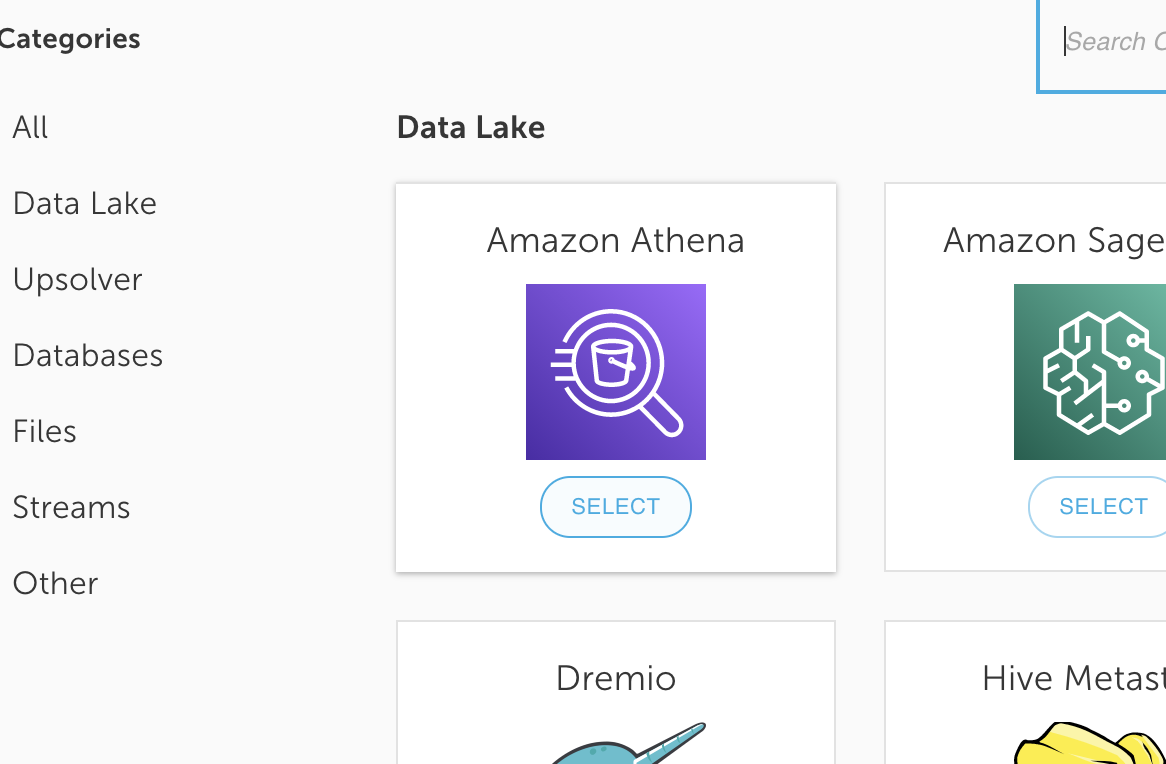 Categories
Search
All
Data Lake
Upsolver
Databases
Files
Streams
Other
Data Lake
Amazon Athena
SELECT
Amazon Sage
SELECT
Dremio
Hive Metast